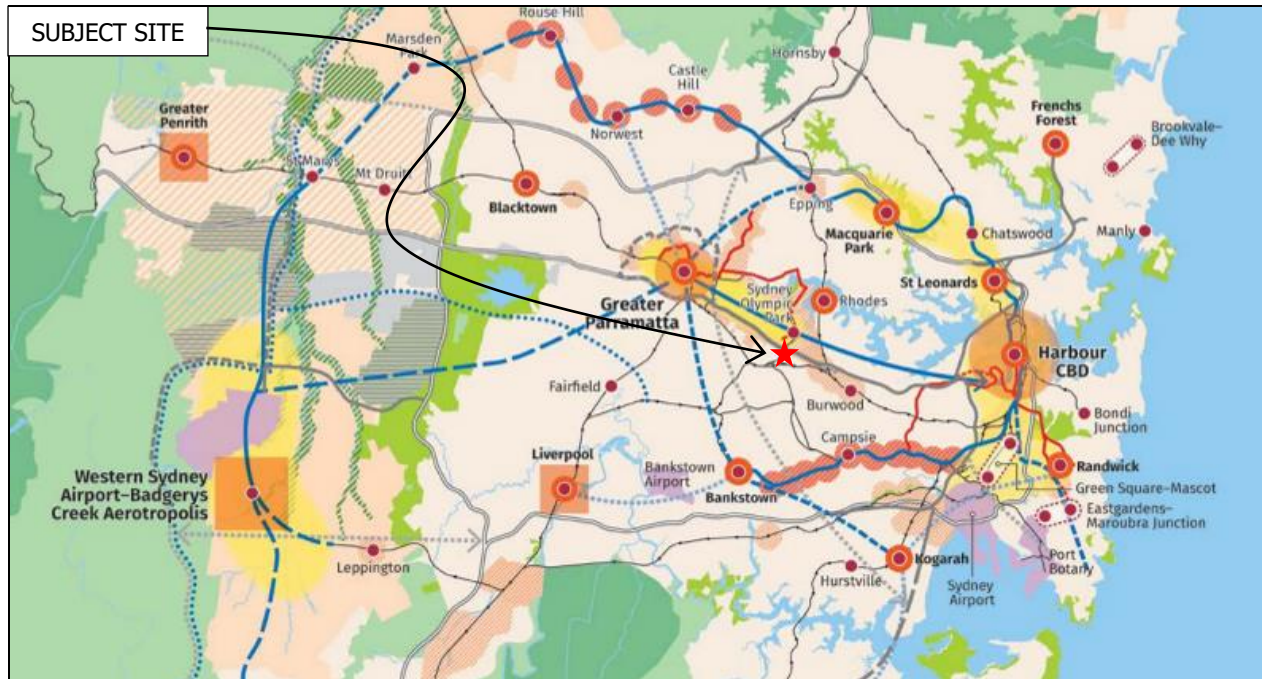 SUBJECT SITE
Rouse Hill
Marsden
Park
Hornsby
Castle
Hill
Norwest
Frenchs
Forest
Brookvale–
Dee Why
Greater
Penrith
St Marys
Mt Druitt
Blacktown
Epping
Macquarie
Park
Chatswood
Manly
St Leonards
Greater
Parramatta
Sydney
Olympic
Park
Rhodes
Harbour
CBD
Fairfield
Burwood
Bondi
Junction
Campsie
Liverpool
Bankstown
Airport
Bankstown
Randwick
Green Square–Mascot
Eastgardens–
Maroubra Junction
Western Sydney
Airport–Badgerys
Creek Aerotropolis
Leppington
Kogarah
Hurstville
Sydney
Airport
Port
Botany